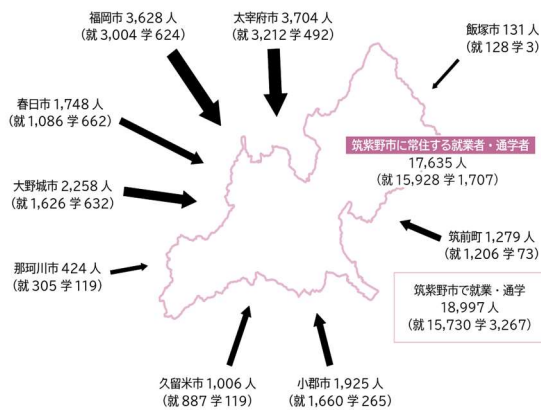 福岡市 3,628 人
(就 3,004 学 624)
太宰府市 3,704 人
(就 3,212 学 492)
飯塚市 131 人
(就 128 学 3)
春日市 1,748 人
(就 1,086 学 662)
筑紫野市に常住する就業者・通学者
17,635 人
(就 15,928 学 1,707)
大野城市 2,258 人
(就 1,626 学 632)
筑前町 1,279 人
(就 1,206 学 73)
那珂川市 424 人
(就 305 学 119)
筑紫野市で就業・通学
18,997 人
(就 15,730 学 3,267)
久留米市 1,006 人
(就 887 学 119)
小郡市 1,925 人
(就 1,660 学 265)